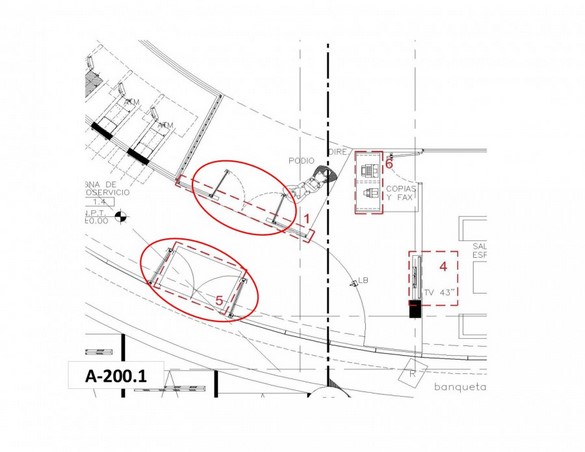 ATM
ATM
DIRE
PODIO
6
COPIAS
Y FAX
NA DE
OSERVICIO
1.4
.P.T.
±0.00
1
SAL
ESP
4
LB
TV 43"
5
A-200.1
R
banqueta